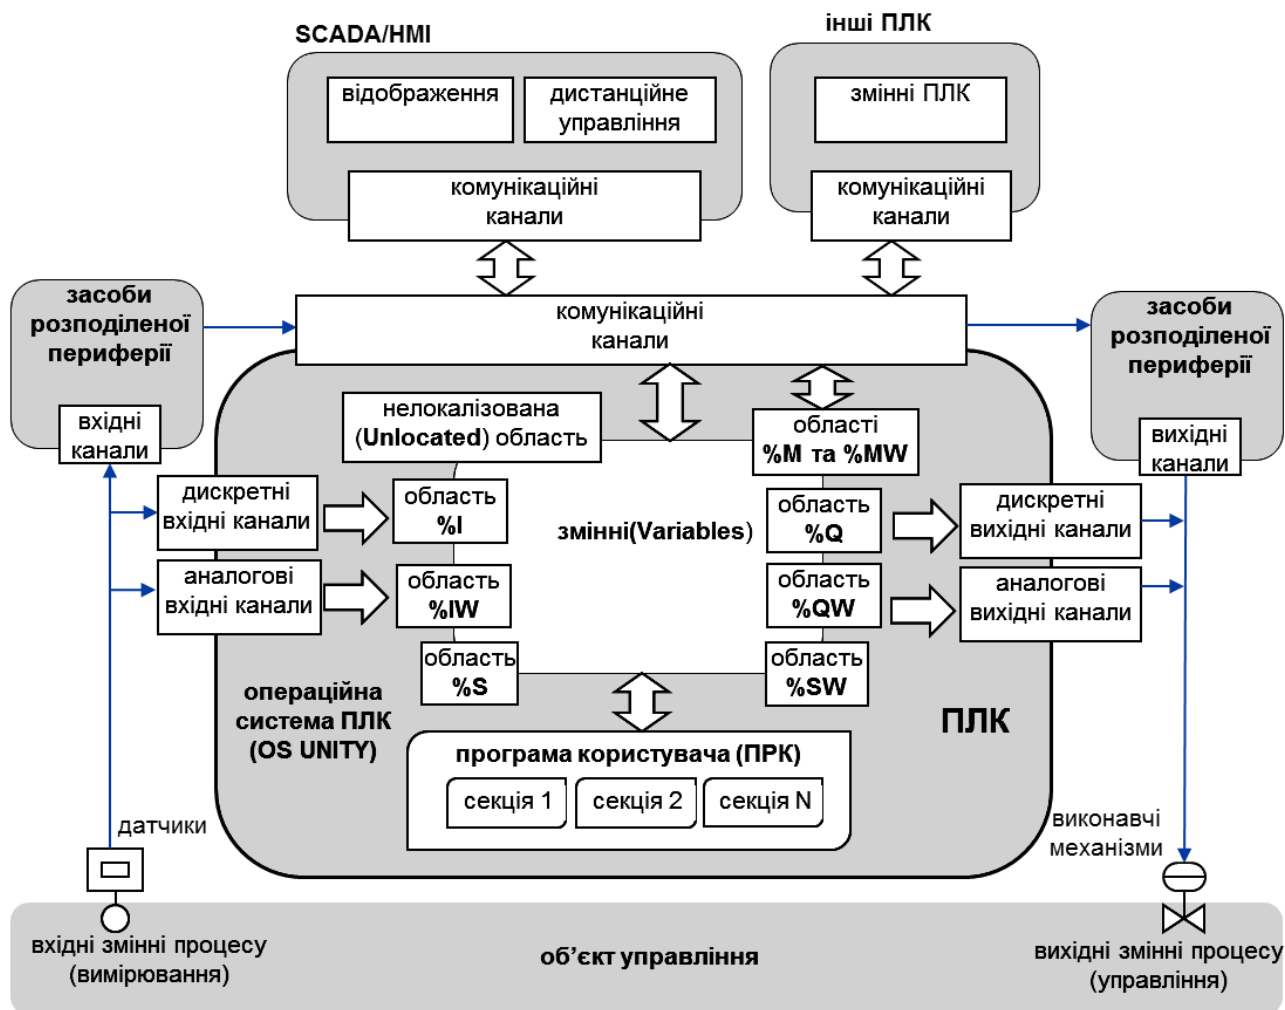 SCADA/HMI
інші ПЛК
відображення
дистанційне
управління
змінні ПЛК
комунікаційні
канали
комунікаційні
канали
засоби
розподіленої
периферії
комунікаційні
канали
засоби
розподіленої
периферії
вхідні
канали
нелокалізована
(Unlocated) область
області
%M та %MW
вихідні
канали
дискретні
вхідні канали
область
%I
змінні(Variables)
область
%Q
дискретні
вихідні канали
аналогові
вхідні канали
область
%IW
область
%QW
аналогові
вихідні канали
область
%S
область
%SW
операційна
система ПЛК
(OS UNITY)
ПЛК
програма користувача (ПРК)
секція 1
секція 2
секція N
датчики
виконавчі
механізми
вхідні змінні процесу
(вимірювання)
об’єкт управління
вихідні змінні процесу
(управління)